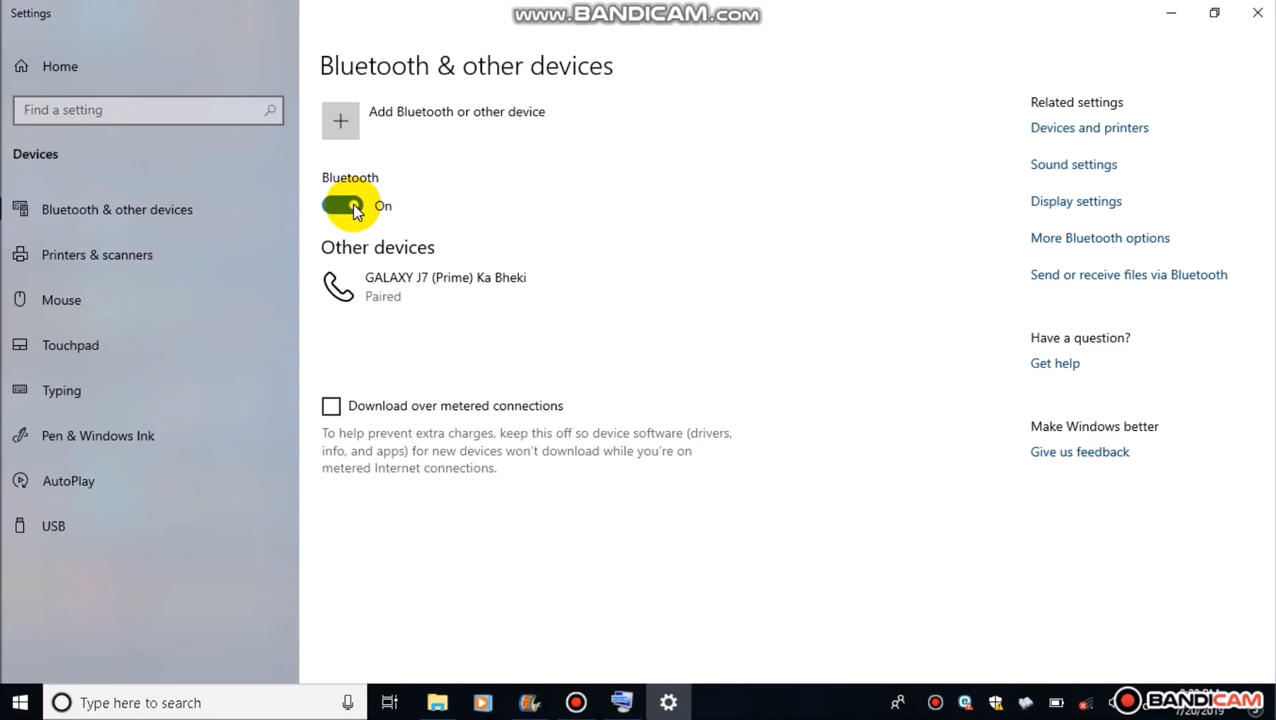 Settings
www.BANDICAM.com
Home
Find a setting
Devices
Bluetooth & other devices
Printers & scanners
Mouse
Touchpad
Typing
Pen & Windows Ink
AutoPlay
USB
Bluetooth & other devices
Add Bluetooth or other device
Bluetooth
On
Other devices
GALAXY J7 (Prime) Ka Bheki
Paired
Download over metered connections
To help prevent extra charges, keep this off so device software (drivers,
info, and apps) for new devices won't download while you're on
metered Internet connections.
Related settings
Devices and printers
Sound settings
Display settings
More Bluetooth options
Send or receive files via Bluetooth
Have a question?
Get help
Make Windows better
Give us feedback
Type here to search
BANDICAM
7/20/2019